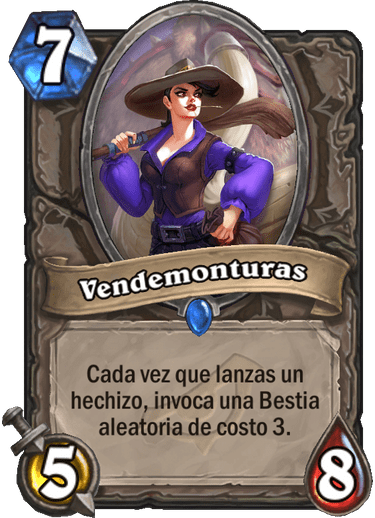 7
Vendemonturas
Cada vez que lanzas un
hechizo, invoca una Bestia
aleatoria de costo 3.
5
8